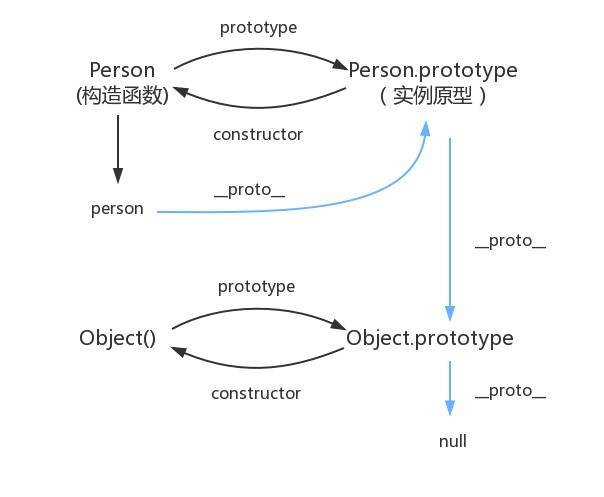 prototype
Person
(构造函数)
Person.prototype
( 实例原型 )
constructor
person
__proto__
__proto__
prototype
Object()
Object.prototype
constructor
__proto__
null